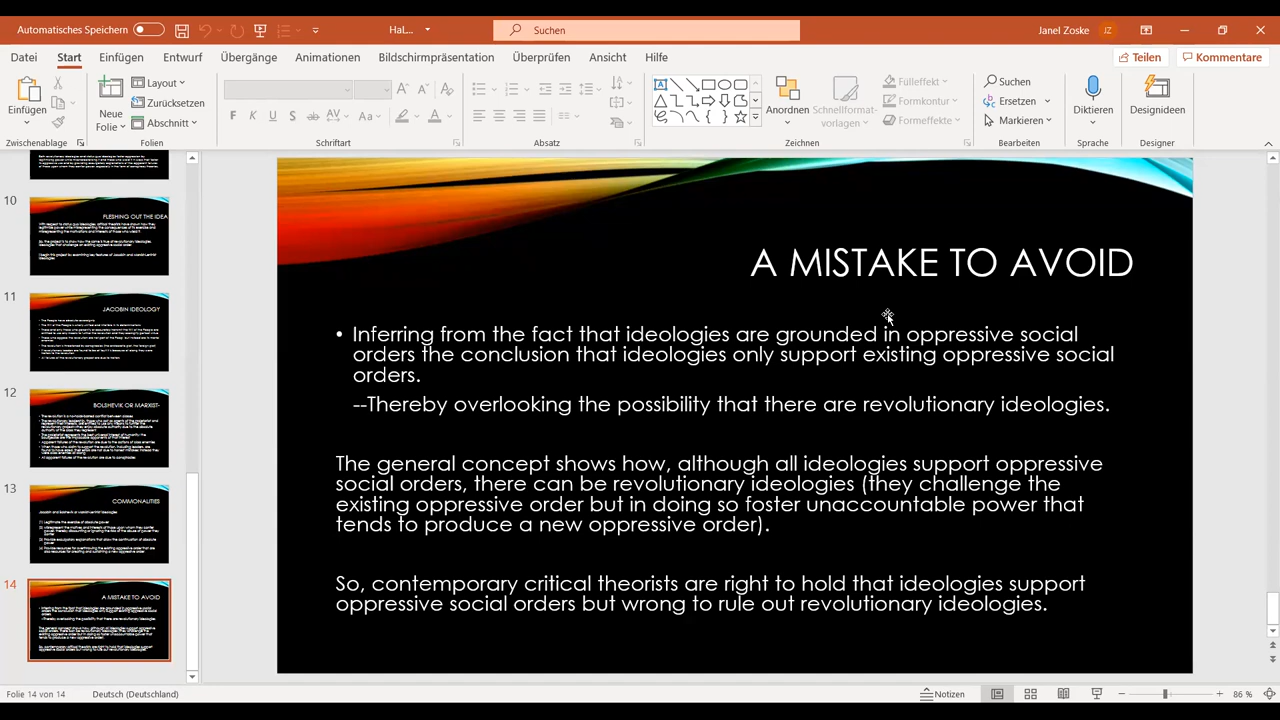 Automatisches Speichern
Hal...
Suchen
Janel Zoske
JZ
Datei
Start
Einfügen
Entwurf
Übergänge
Animationen
Bildschirmpräsentation
Überprüfen
Ansicht
Hilfe
Teilen
Kommentare
Einfügen
Neue
Folie
Layout
Zurücksetzen
Abschnitt
F K U S ab AV Aa A
Anordnen
Schnellformat-
vorlagen
Fülleffekt
Formkontur
Formeffekte
Suchen
Ersetzen
Markieren
Diktieren
Designideen
Zwischenablage
Folien
Schriftart
Absatz
Zeichnen
Bearbeiten
Sprache
Designer
10
FLESHING OUT THE IDEA
11
JACOBIN IDEOLOGY
12
BOLSHEVIK OR MARXIST-
13
COMMONALITIES
14
A MISTAKE TO AVOID
A MISTAKE TO AVOID
• Inferring from the fact that ideologies are grounded in oppressive social
orders the conclusion that ideologies only support existing oppressive social
orders.
--Thereby overlooking the possibility that there are revolutionary ideologies.
The general concept shows how, although all ideologies support oppressive
social orders, there can be revolutionary ideologies (they challenge the
existing oppressive order but in doing so foster unaccountable power that
tends to produce a new oppressive order).
So, contemporary critical theorists are right to hold that ideologies support
oppressive social orders but wrong to rule out revolutionary ideologies.
Folie 14 von 14
Deutsch (Deutschland)
Notizen
86 %